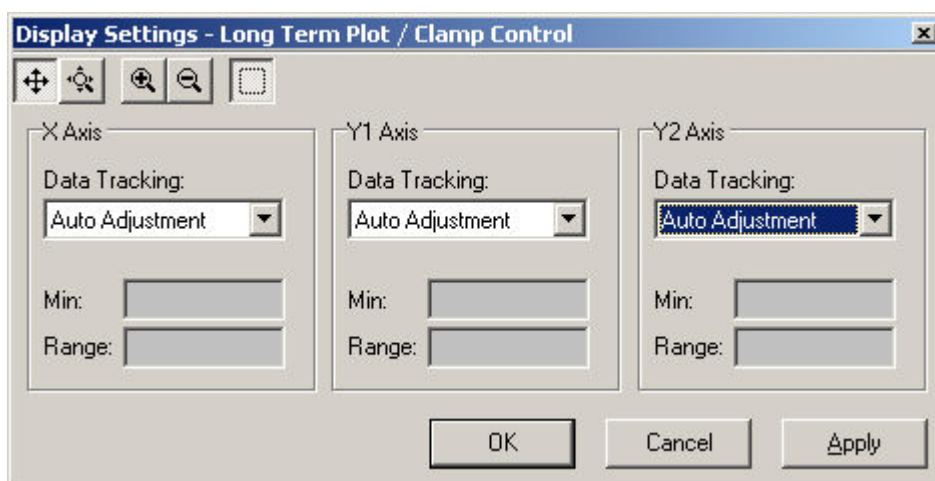 Display Settings - Long Term Plot / Clamp Control
X Axis
Y1 Axis
Y2 Axis
Data Tracking:
Data Tracking:
Data Tracking:
Auto Adjustment
Auto Adjustment
Auto Adjustment
Min:
Min:
Min:
Range:
Range:
Range:
OK
Cancel
Apply